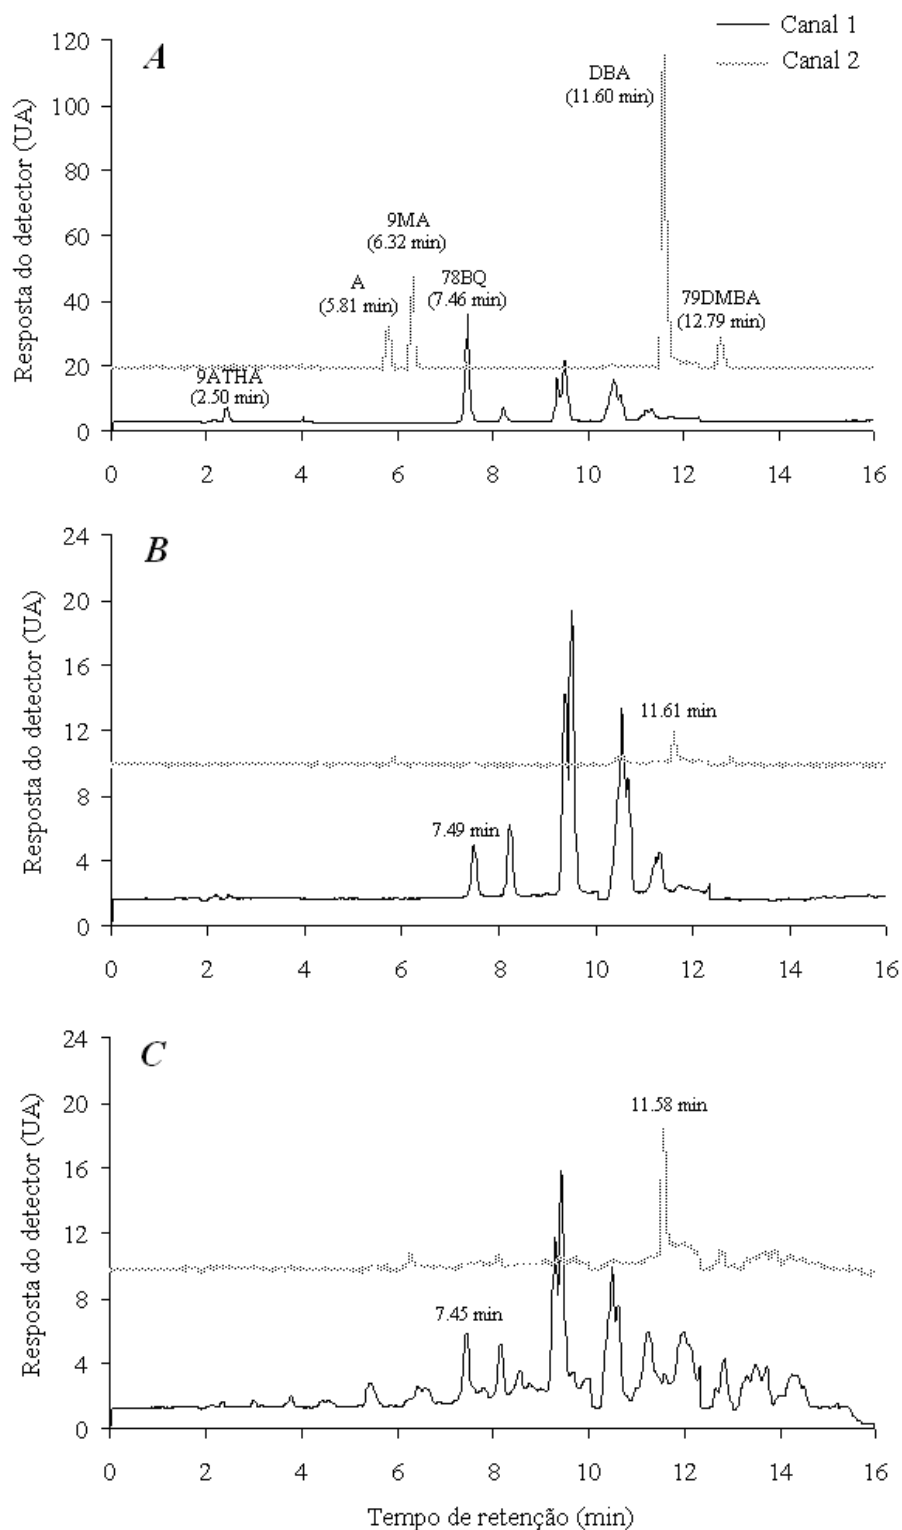 Canal 1
Canal 2
A
Resposta do detector (UA)
120
100
80
60
40
20
0
DBA
(11.60 min)
9MA
(6.32 min)
A
(5.81 min)
78BQ
(7.46 min)
79DMBA
(12.79 min)
9ATHA
(2.50 min)
0 2 4 6 8 10 12 14 16
B
Resposta do detector (UA)
24
20
16
12
8
4
0
11.61 min
7.49 min
0 2 4 6 8 10 12 14 16
C
Resposta do detector (UA)
24
20
16
12
8
4
0
11.58 min
7.45 min
0 2 4 6 8 10 12 14 16
Tempo de retenção (min)